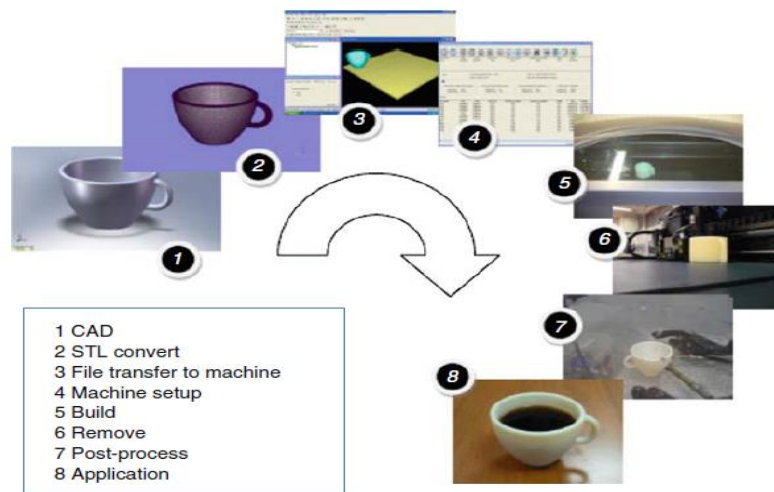 1
2
3
4
5
6
7
8
1 CAD
2 STL convert
3 File transfer to machine
4 Machine setup
5 Build
6 Remove
7 Post-process
8 Application